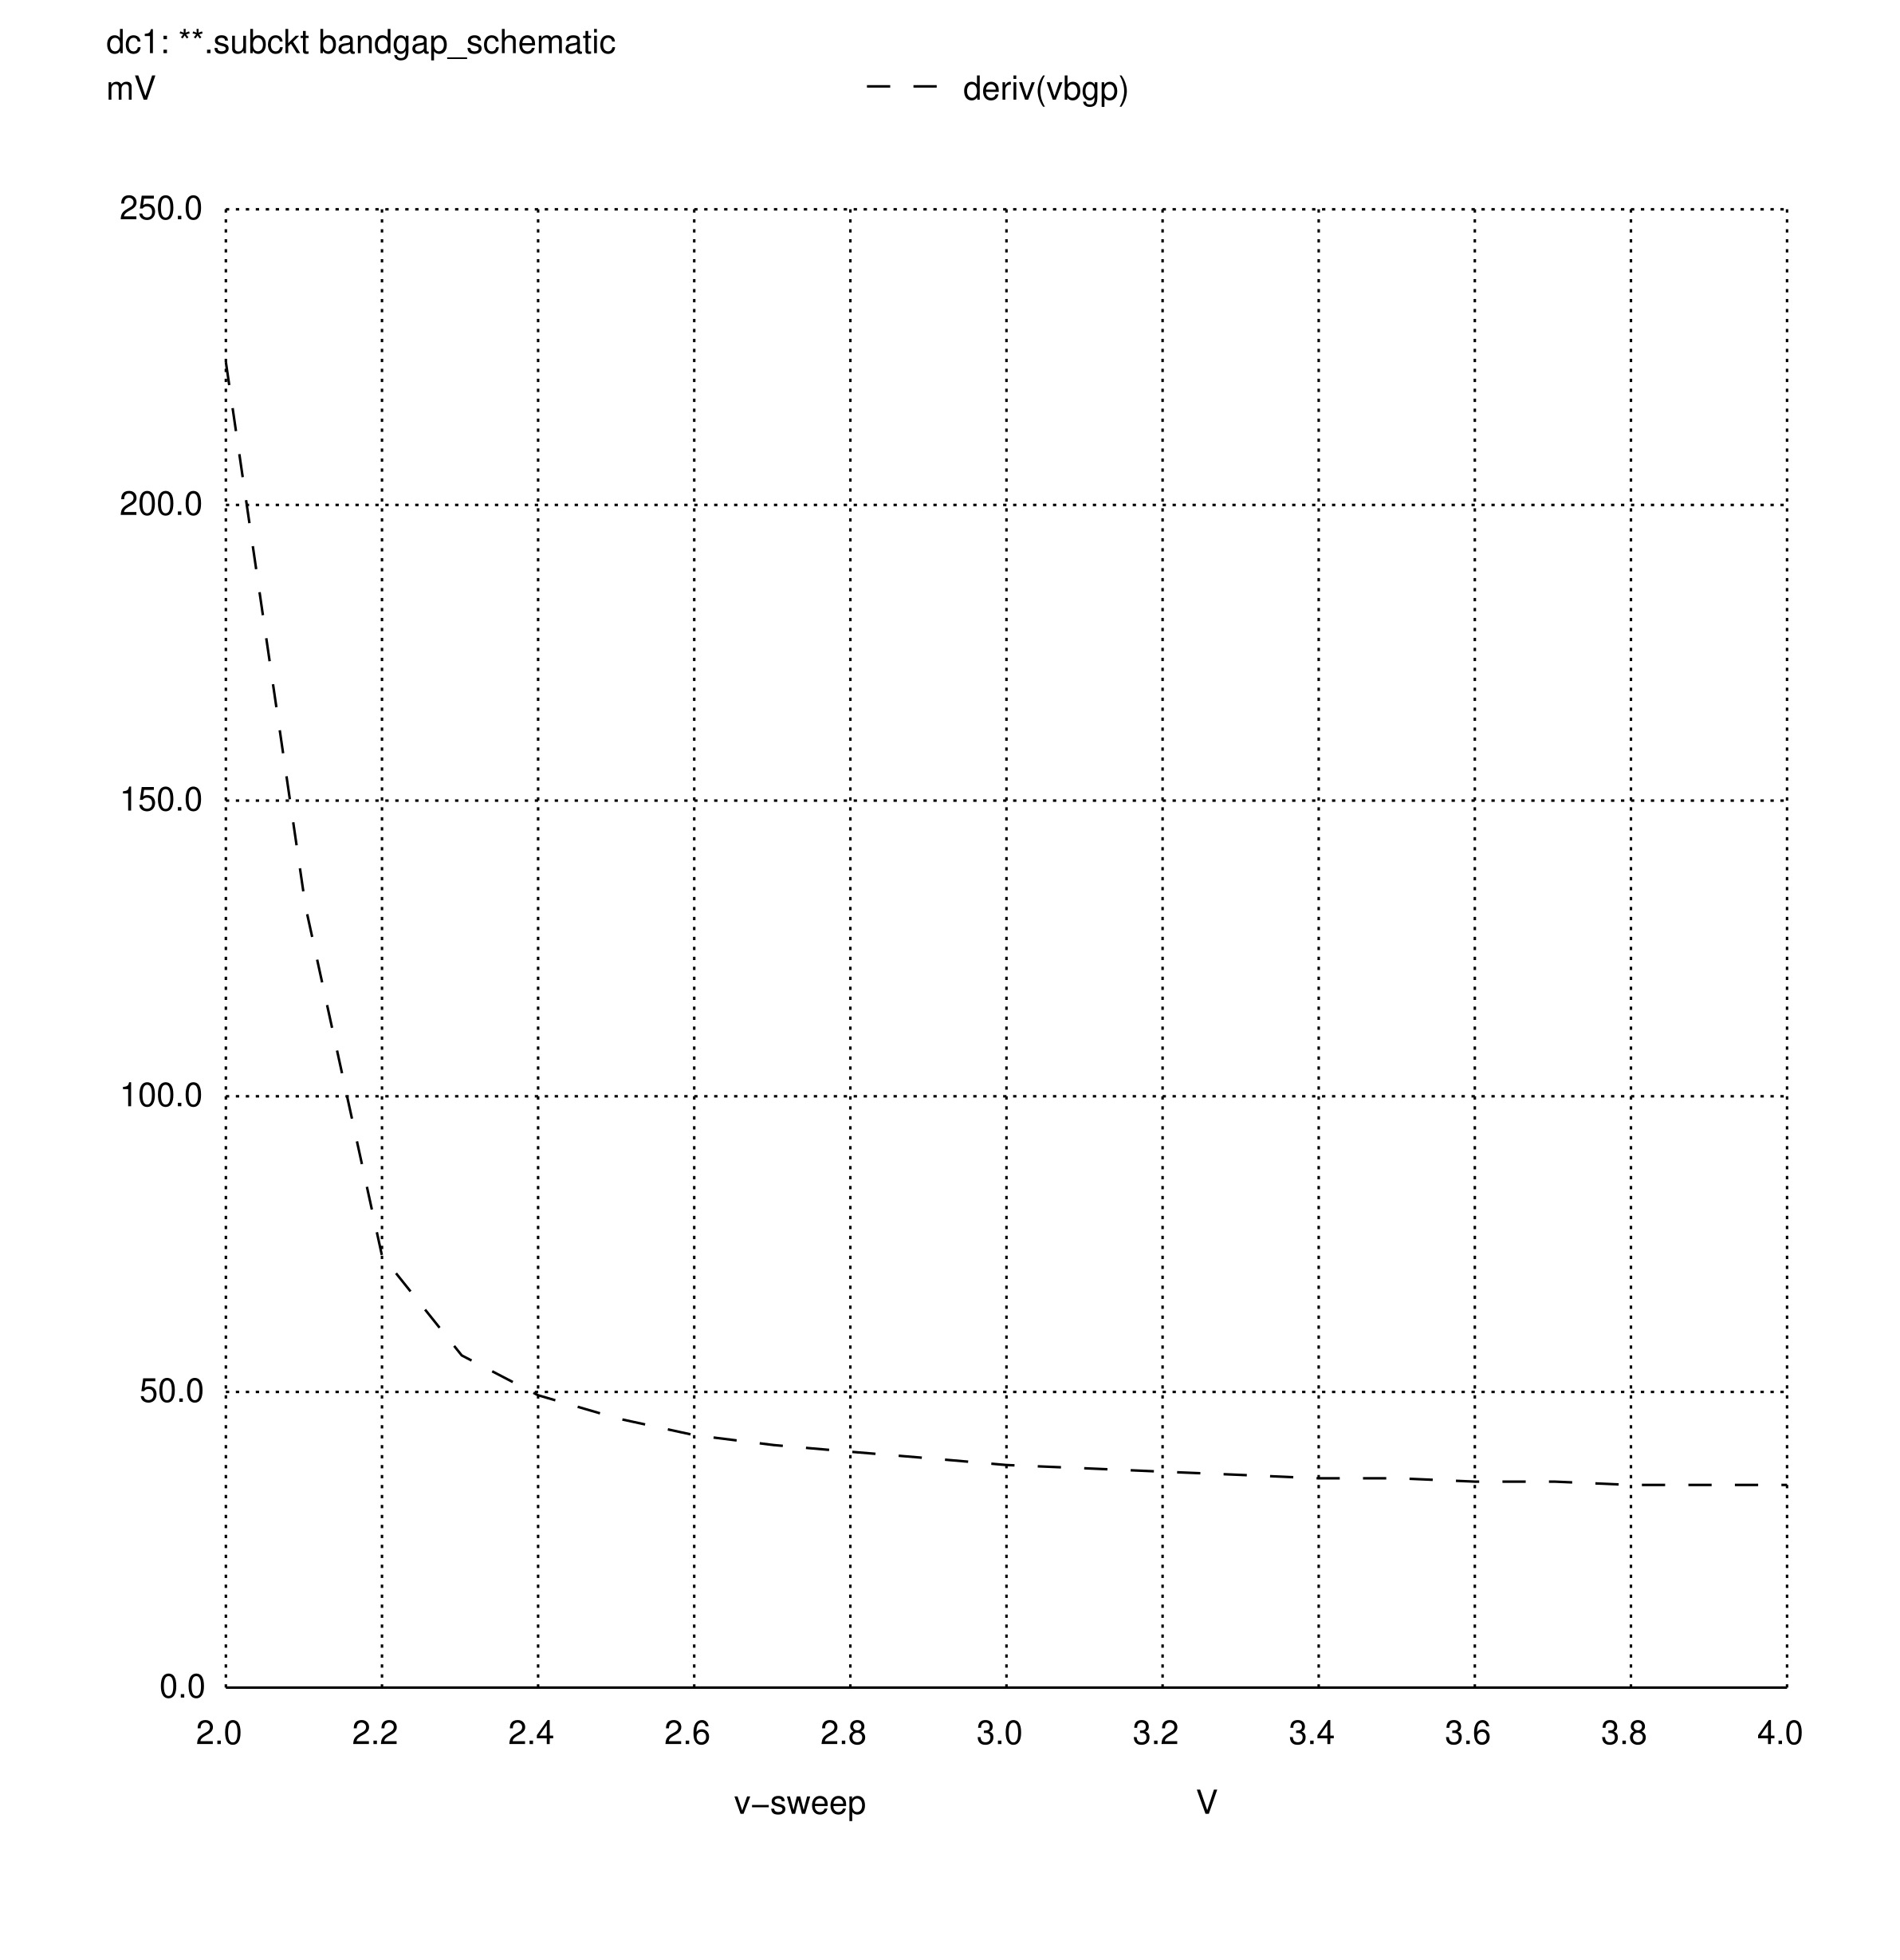 dc1: **.subckt bandgap_schematic
mV
deriv(vbgp)
250.0
200.0
150.0
100.0
50.0
0.0
2.0 2.2 2.4 2.6 2.8 3.0 3.2 3.4 3.6 3.8 4.0
v−sweep V